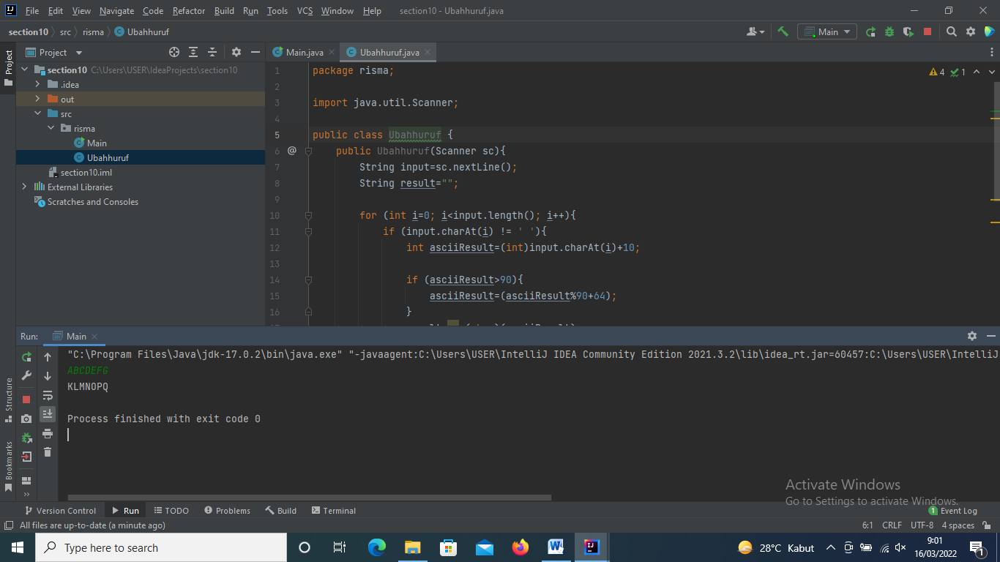 File Edit View Navigate Code Refactor Build Run Tools VCS Window Help section10 - Ubahhuruf.java
section10 src risma Ubahhuruf Main
Project
Project
section10 C:\Users\USER\IdeaProjects\section10
.idea
out
src
risma
Main
Ubahhuruf
section10.iml
External Libraries
Scratches and Consoles
Main.java Ubahhuruf.java
4 1
1 package risma;
2
3 import java.util.Scanner;
4
5 public class Ubahhuruf {
6 @ public Ubahhuruf(Scanner sc){
7 String input=sc.nextLine();
8 String result="";
9
10 for (int i=0; i<input.length(); i++){
11 if (input.charAt(i) != ' '){
12 int asciiResult=(int)input.charAt(i)+10;
13
14 if (asciiResult>90){
15 asciiResult=(asciiResult%90+64);
16 }
Run: Main
"C:\Program Files\Java\jdk-17.0.2\bin\java.exe" "-javaagent:C:\Users\USER\IntelliJ IDEA Community Edition 2021.3.2\lib\idea_rt.jar=60457:C:\Users\USER\IntelliJ
ABCDEFG
KLMNOPQ
Process finished with exit code 0
Structure
Bookmarks
Activate Windows
Go to Settings to activate Windows.
Version Control Run TODO Problems Build Terminal 1 Event Log
All files are up-to-date (a minute ago) 6:1 CRLF UTF-8 4 spaces
Type here to search 28°C Kabut 9:01
16/03/2022
1